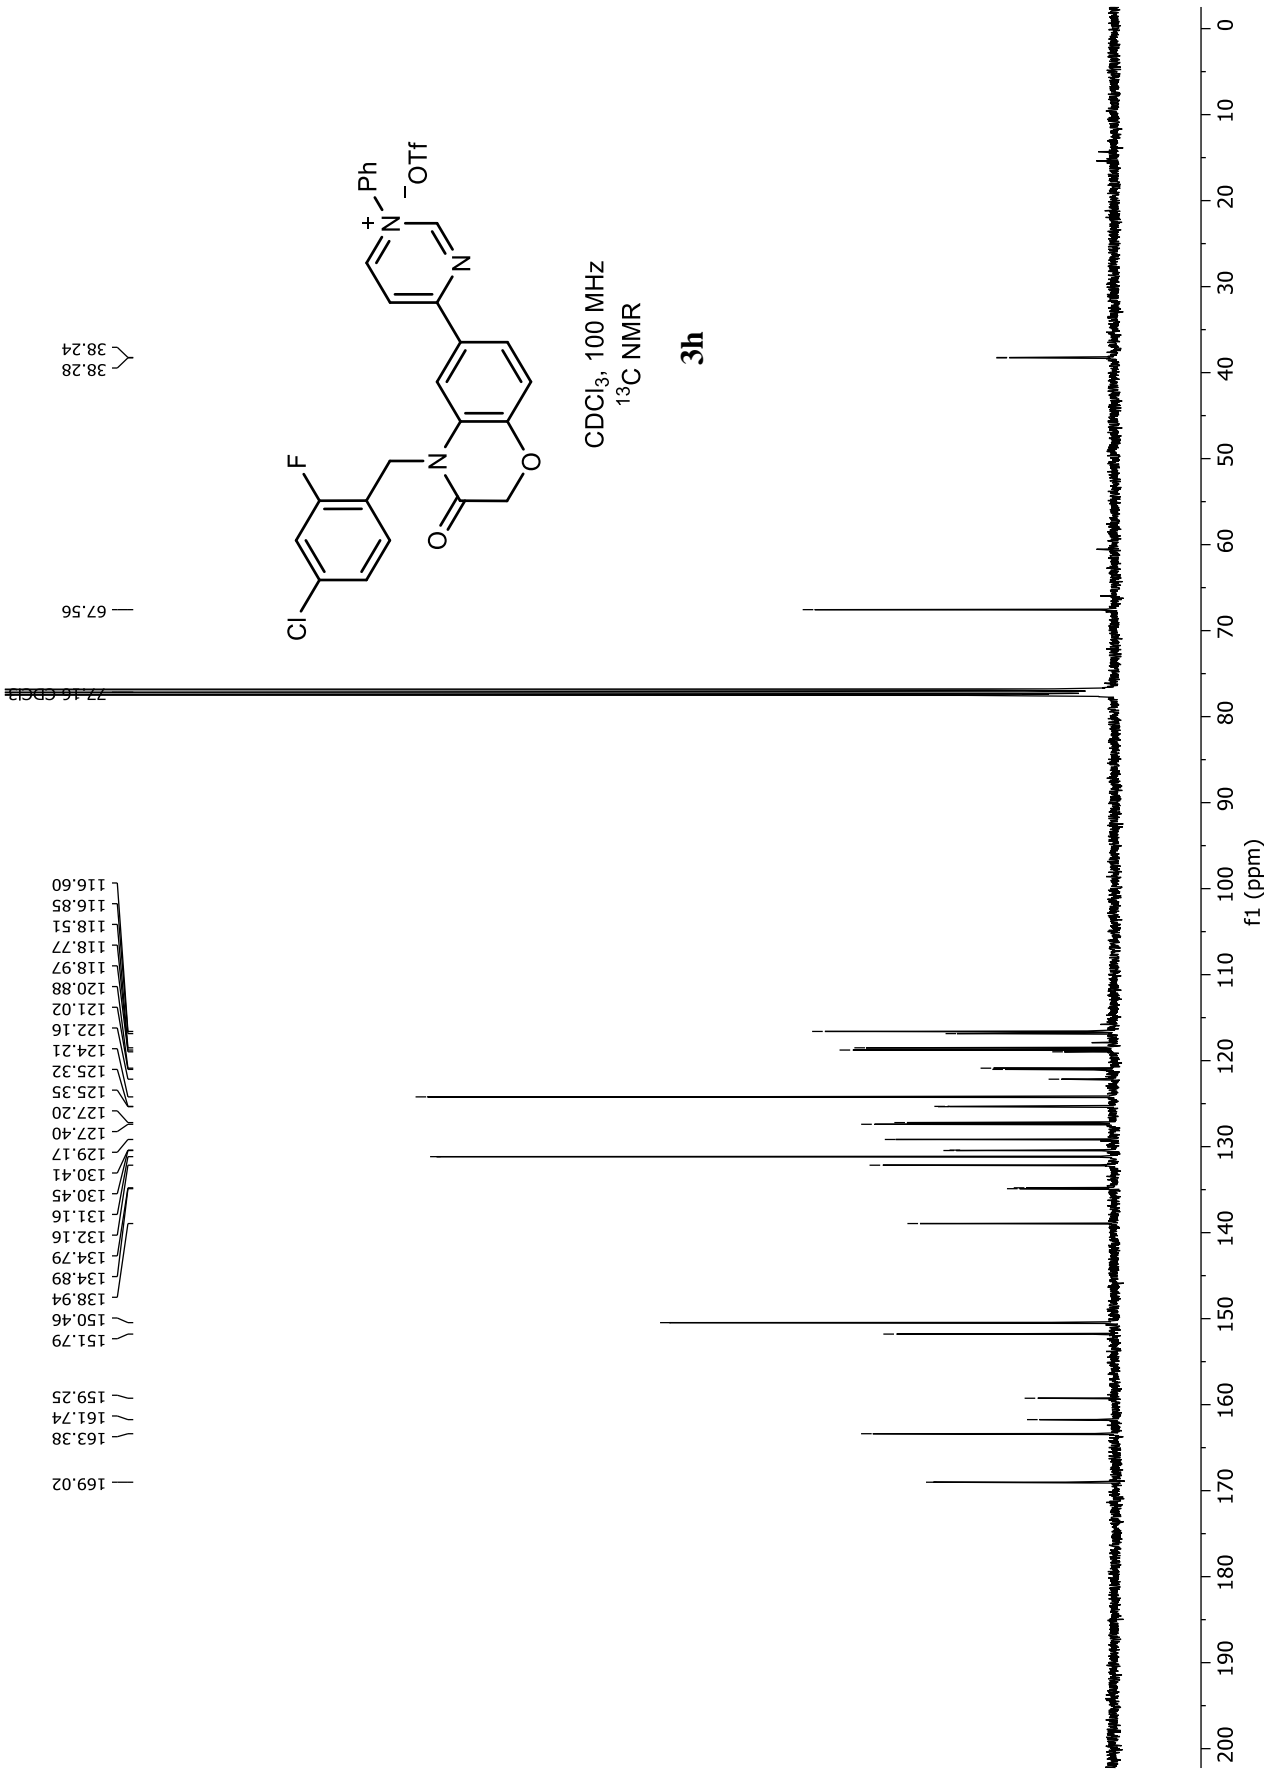 169.02
163.38
161.74
159.25
151.79
150.46
138.94
134.89
134.79
132.16
131.16
130.45
130.41
129.17
127.40
127.20
125.35
125.32
124.21
122.16
121.02
120.88
118.97
118.77
118.51
116.85
116.60
77.16 CDCl3
67.56
38.28
38.24
Cl
F
O
N
O
N
N
+
Ph
⁻OTf
CDCl₃, 100 MHz
¹³C NMR
3h
200 190 180 170 160 150 140 130 120 110 100 90 80 70 60 50 40 30 20 10 0
f1 (ppm)